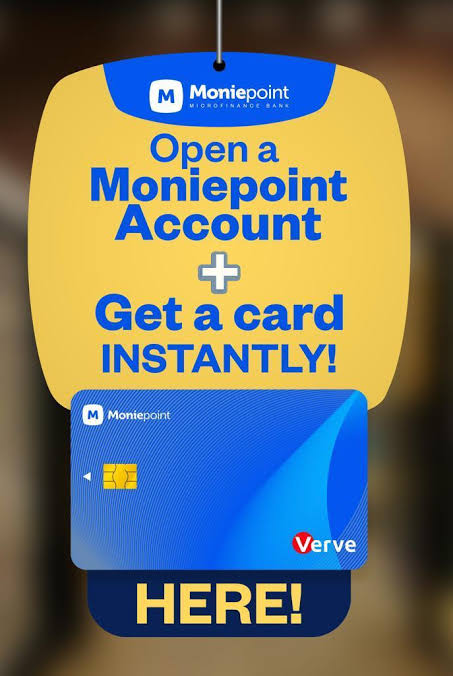 Moniepoint
MICROFINANCE BANK
Open a
Moniepoint
Account
+
Get a card
INSTANTLY!
Moniepoint
Verve
HERE!